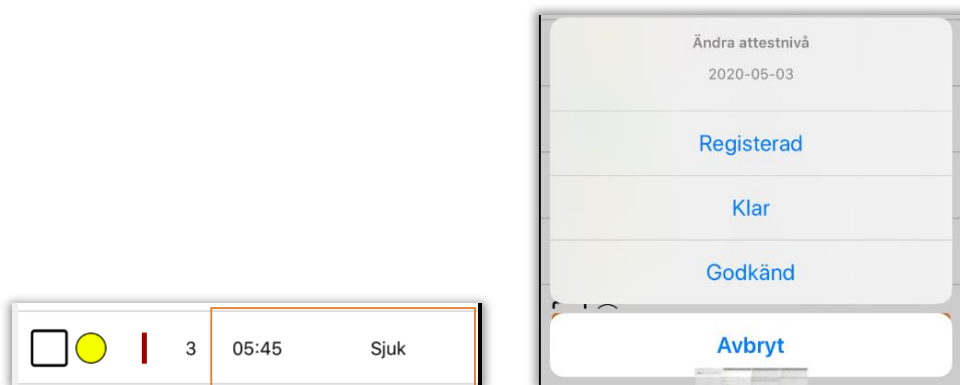 3 05:45 Sjuk
Ändra attestnivå
2020-05-03
Registerad
Klar
Godkänd
Avbryt